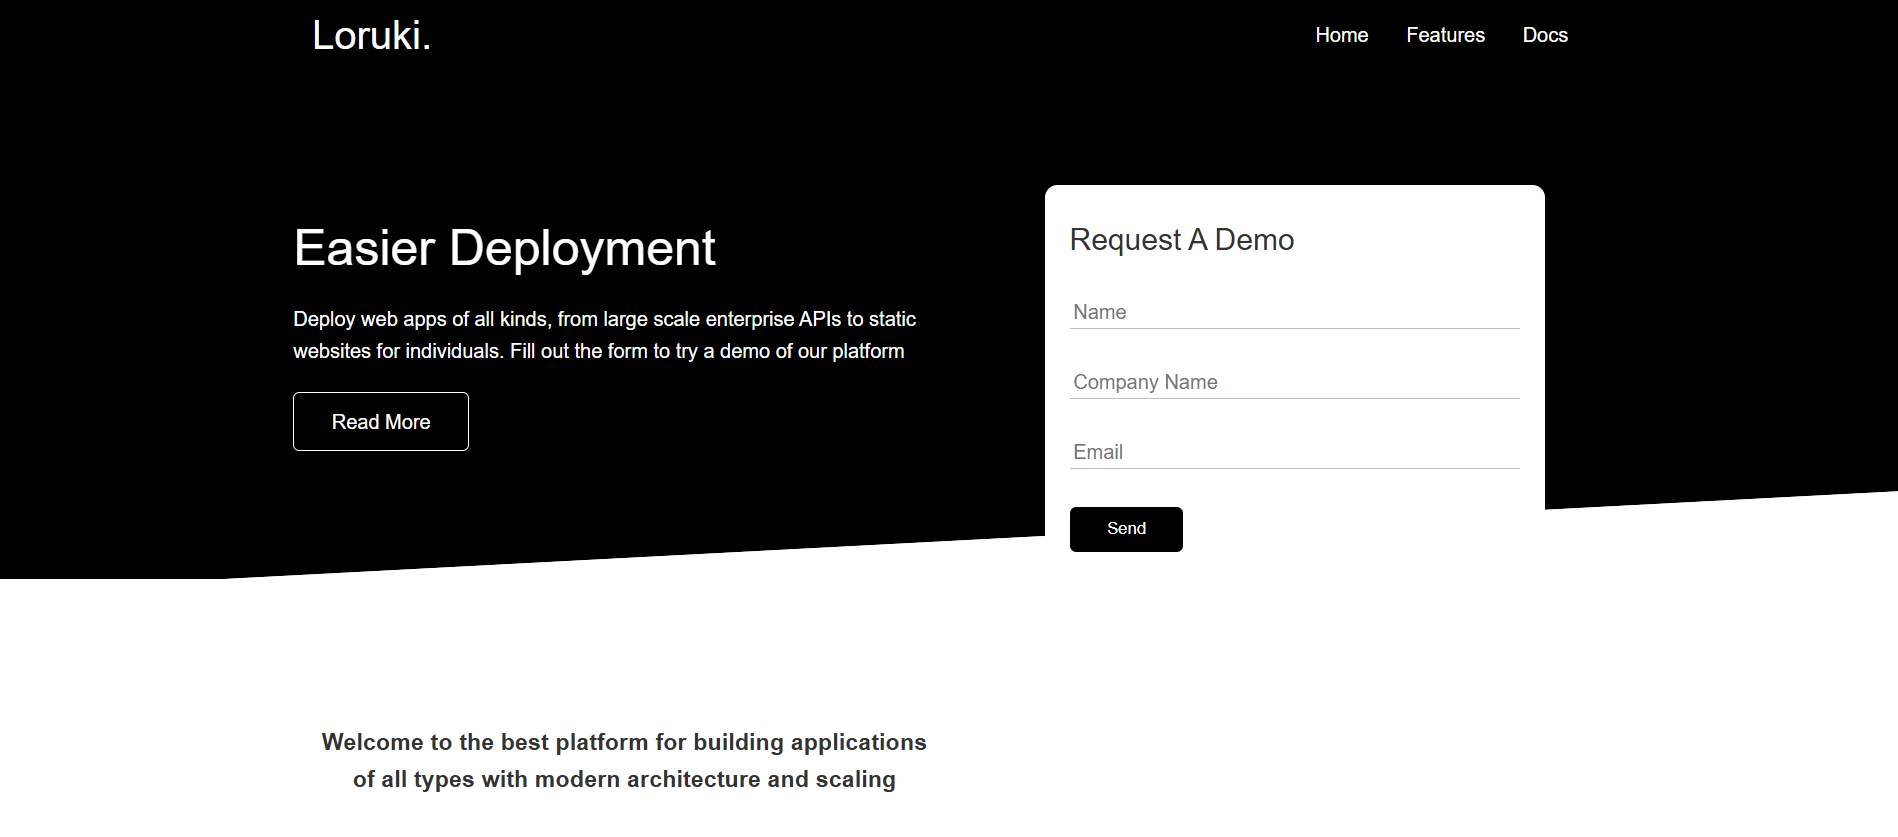 Loruki.
Home Features Docs
Easier Deployment
Deploy web apps of all kinds, from large scale enterprise APIs to static
websites for individuals. Fill out the form to try a demo of our platform
Read More
Request A Demo
Name
Company Name
Email
Send
Welcome to the best platform for building applications
of all types with modern architecture and scaling